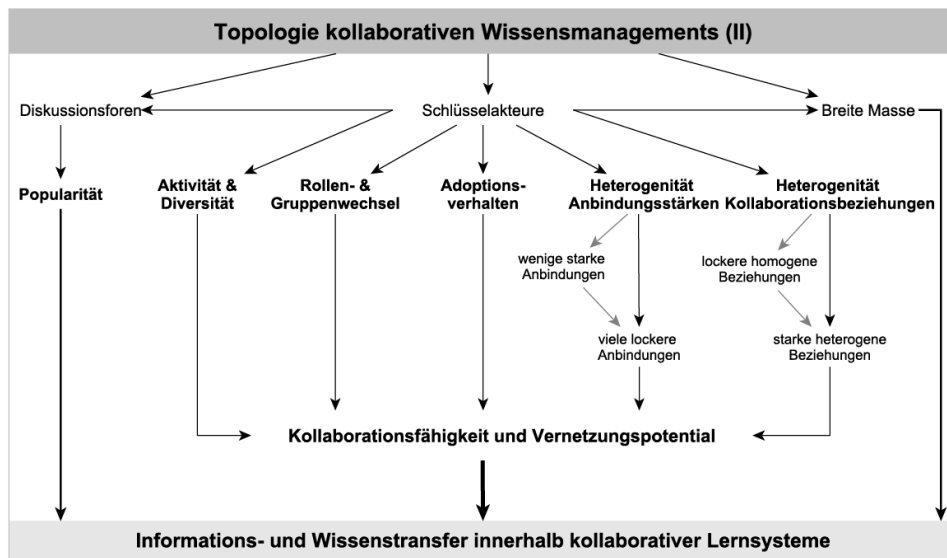 Topologie kollaborativen Wissensmanagements (II)
Diskussionsforen
Schlüsselakteure
Breite Masse
Popularität
Aktivität &
Diversität
Rollen- &
Gruppenwechsel
Adoptions-
verhalten
Heterogenität
Anbindungsstärken
Heterogenität
Kollaborationsbeziehungen
wenige starke
Anbindungen
lockere homogene
Beziehungen
viele lockere
Anbindungen
starke heterogene
Beziehungen
Kollaborationsfähigkeit und Vernetzungspotential
Informations- und Wissenstransfer innerhalb kollaborativer Lernsysteme